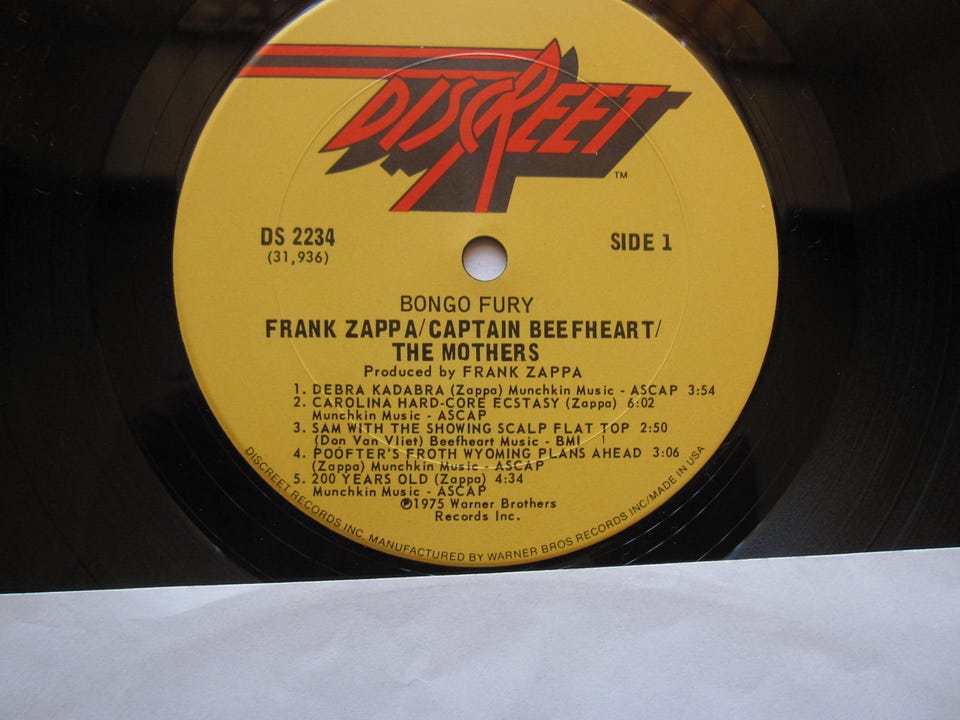 DISCREET
TM
DS 2234
SIDE 1
(31,936)
BONGO FURY
FRANK ZAPPA/CAPTAIN BEEFHEART/
THE MOTHERS
Produced by FRANK ZAPPA
1. DEBRA KADABRA (Zappa) Munchkin Music - ASCAP 3:54
2. CAROLINA HARD-CORE ECSTASY (Zappa) 6:02
Munchkin Music - ASCAP
3. SAM WITH THE SHOWING SCALP FLAT TOP 2:50
(Don Van Vliet) Beefheart Music - BMI
4. POOFTER'S FROTH WYOMING PLANS AHEAD 3:06
(Zappa) Munchkin Music - ASCAP
5. 200 YEARS OLD (Zappa) 4:34
Munchkin Music - ASCAP
℗1975 Warner Brothers
Records Inc.
DISCREET RECORDS INC. MANUFACTURED BY WARNER BROS RECORDS INC/MADE IN USA